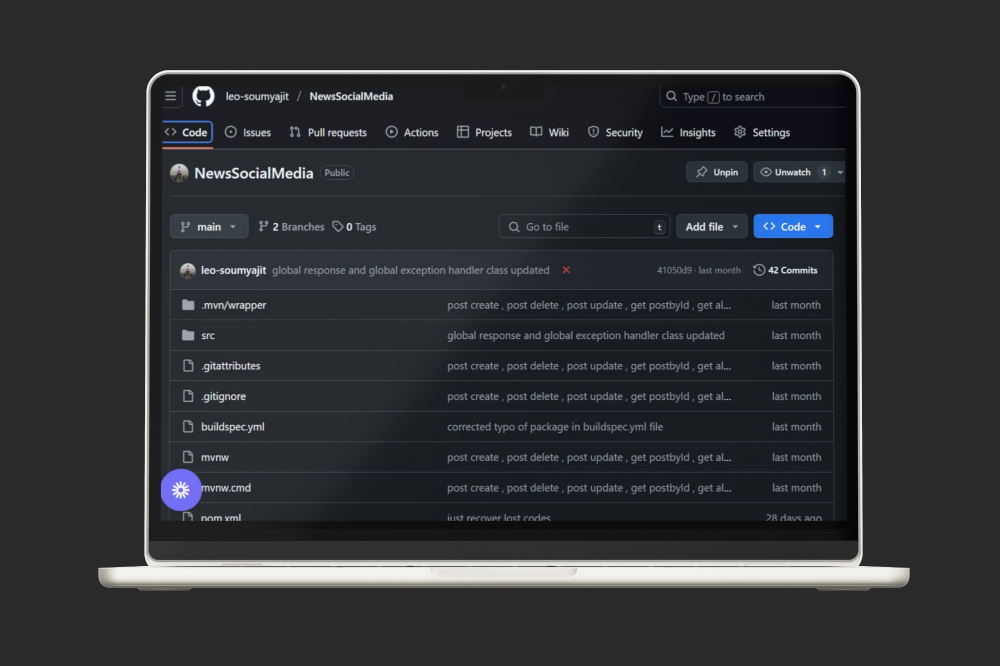 leo-soumyajit / NewsSocialMedia Type / to search
Code Issues Pull requests Actions Projects Wiki Security Insights Settings
NewsSocialMedia Public Unpin Unwatch 1
main 2 Branches 0 Tags Go to file t Add file Code
leo-soumyajit global response and global exception handler class updated 41050d9 · last month 42 Commits
.mvn/wrapper post create , post delete , post update , get postbyId , get al... last month
src global response and global exception handler class updated last month
.gitattributes post create , post delete , post update , get postbyId , get al... last month
.gitignore post create , post delete , post update , get postbyId , get al... last month
buildspec.yml corrected typo of package in buildspec.yml file last month
mvnw post create , post delete , post update , get postbyId , get al... last month
mvnw.cmd post create , post delete , post update , get postbyId , get al... last month
pom.xml just recover lost codes 28 days ago